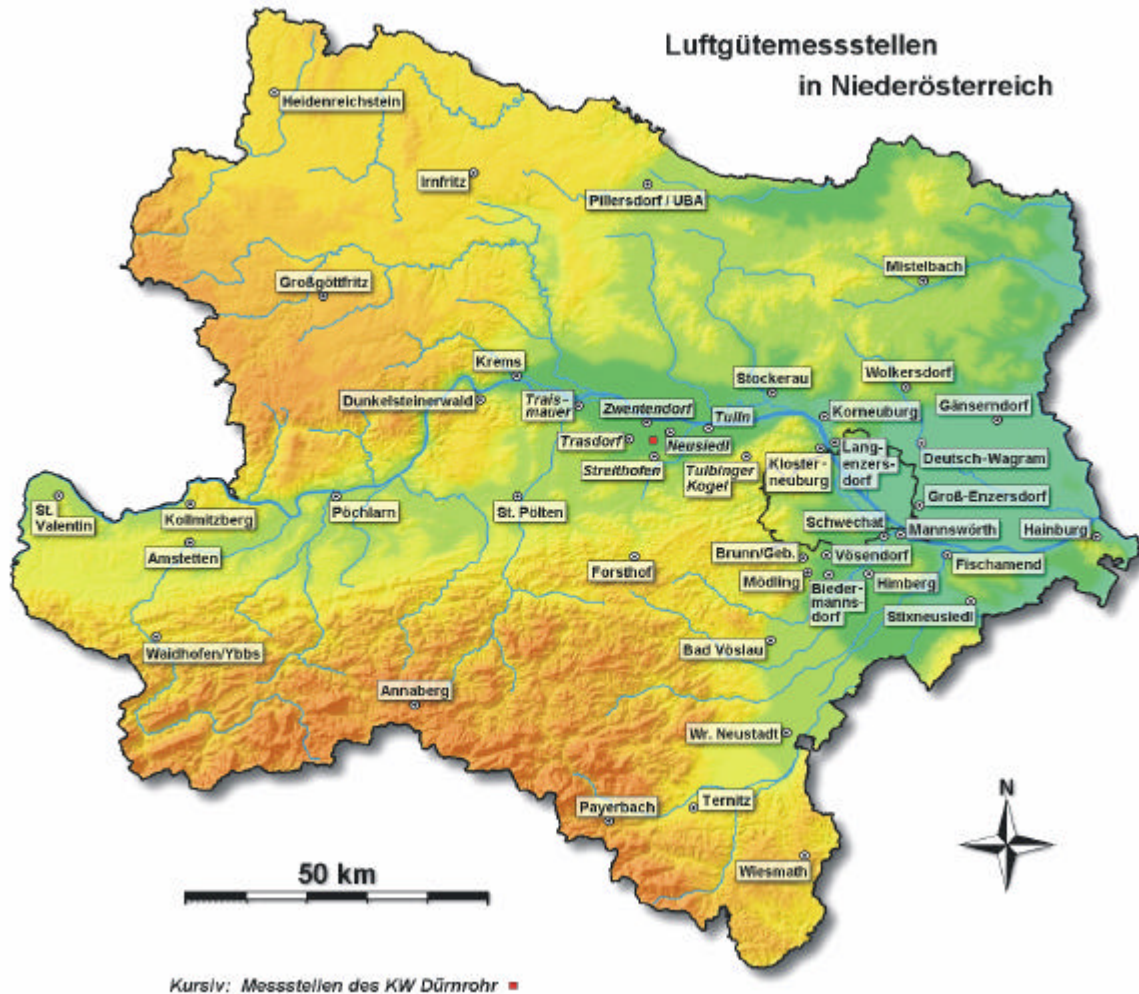 Luftgütemessstellen
in Niederösterreich
Heidenreichstein
Irnfritz
Pillersdorf / UBA
Mistelbach
Großgöttfritz
Krems
Dunkelsteinerwald
Trais-
mauer
Zwentendorf
Stockerau
Wolkersdorf
Gänserndorf
Tulln
Korneuburg
Trasdorf
Neusiedl
Streithofen
Tulbinger
Kogel
Kloster-
neuburg
Lang-
enzers-
dorf
Deutsch-Wagram
St.
Valentin
Kollmitzberg
Pöchlarn
St. Pölten
Groß-Enzersdorf
Schwechat
Mannswörth
Hainburg
Amstetten
Forsthof
Brunn/Geb.
Vösendorf
Fischamend
Mödling
Bieder-
manns-
dorf
Himberg
Stixneusiedl
Waidhofen/Ybbs
Bad Vöslau
Annaberg
Wr. Neustadt
Payerbach
Ternitz
Wiesmath
N
50 km
Kursiv: Messstellen des KW Dürnrohr